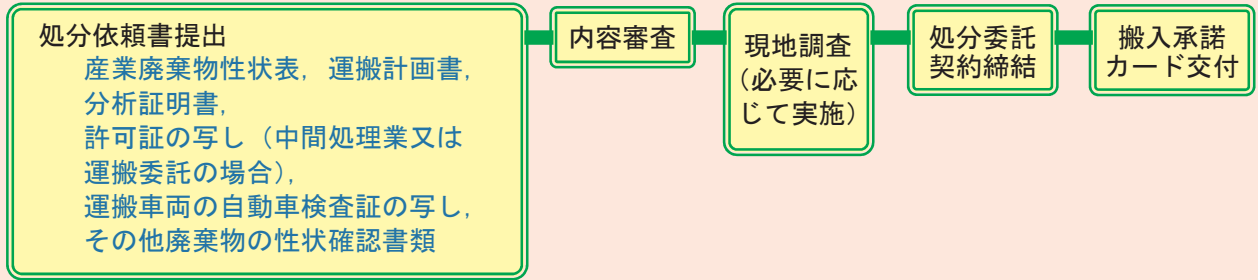 処分依頼書提出
産業廃棄物性状表，運搬計画書，
分析証明書，
許可証の写し（中間処理業又は
運搬委託の場合），
運搬車両の自動車検査証の写し，
その他廃棄物の性状確認書類
内容審査
現地調査
（必要に応
じて実施）
処分委託
契約締結
搬入承諾
カード交付